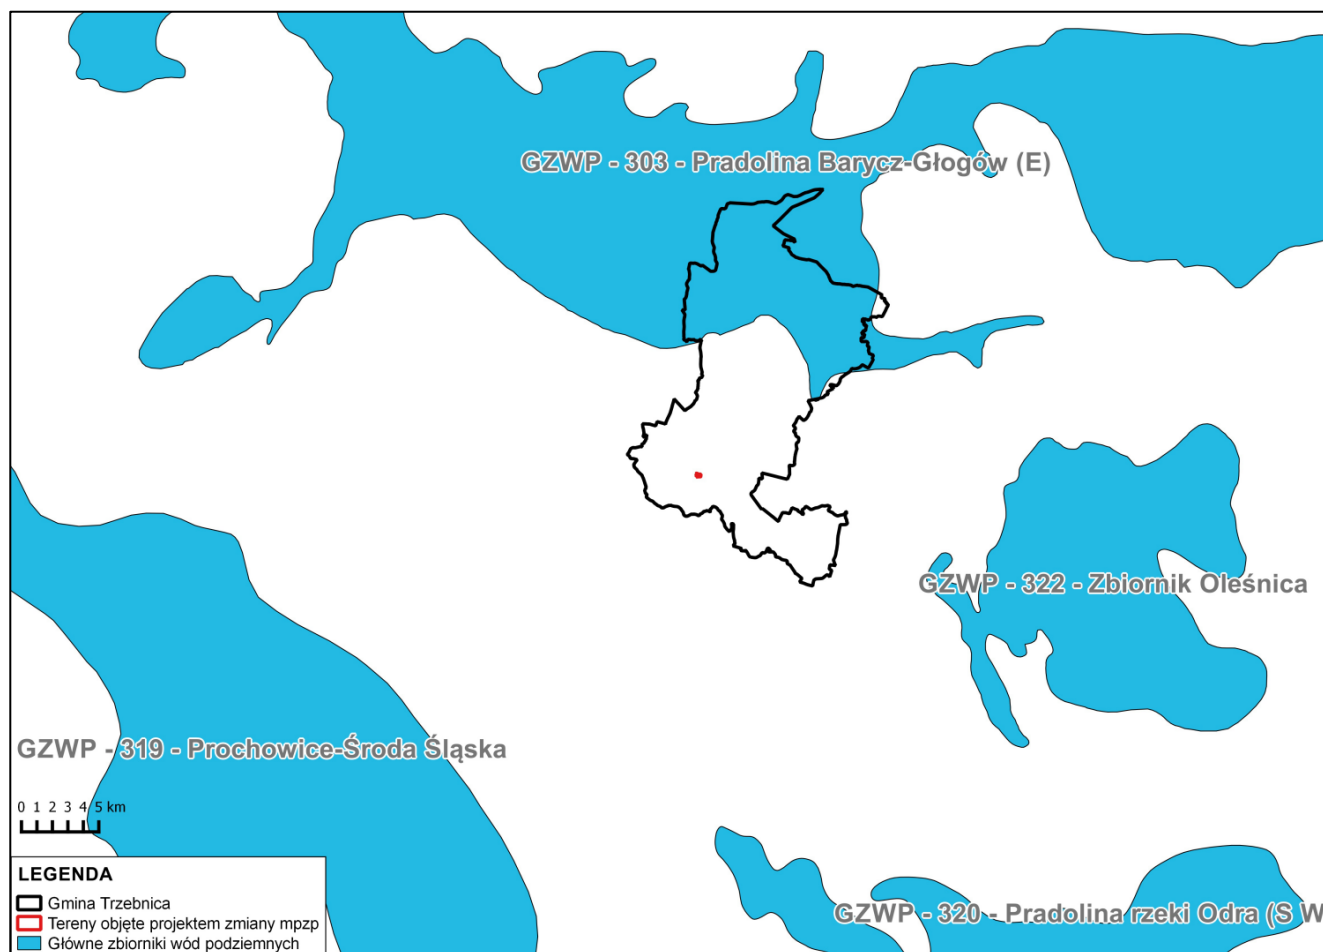 GZWP - 303 - Pradolina Barycz-Głogów (E)
GZWP - 322 - Zbiornik Oleśnica
GZWP - 319 - Prochowice-Środa Śląska
0 1 2 3 4 5 km
LEGENDA
Gmina Trzebnica
Tereny objęte projektem zmiany mpzp
Główne zbiorniki wód podziemnych
GZWP - 320 - Pradolina rzeki Odra (S W